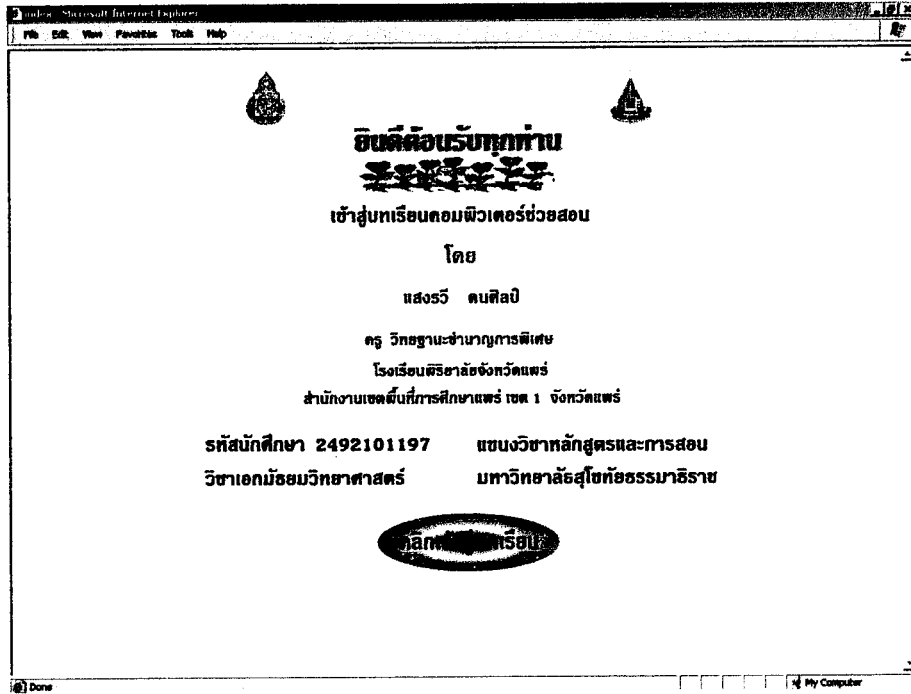 index - Microsoft Internet Explorer
File Edit View Favorites Tools Help
ยินดีต้อนรับทุกท่าน
เข้าสู่บทเรียนคอมพิวเตอร์ช่วยสอน
โดย
แสงรวี คนศิลป์
ครู วิทยฐานะชำนาญการพิเศษ
โรงเรียนพิริยาลัยจังหวัดแพร่
สำนักงานเขตพื้นที่การศึกษาแพร่ เขต 1 จังหวัดแพร่
รหัสนักศึกษา 2492101197 แขนงวิชาหลักสูตรและการสอน
วิชาเอกมัธยมวิทยาศาสตร์ มหาวิทยาลัยสุโขทัยธรรมาธิราช
Done My Computer